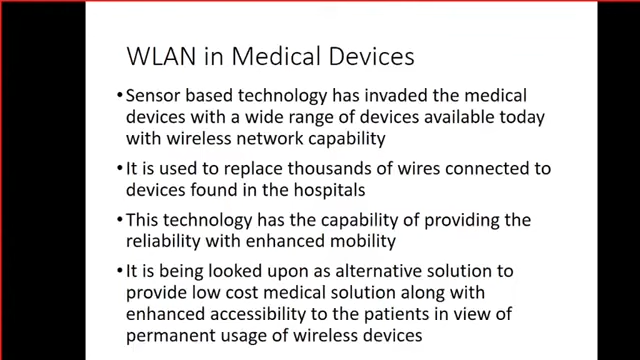 WLAN in Medical Devices
•Sensor based technology has invaded the medical
devices with a wide range of devices available today
with wireless network capability
•It is used to replace thousands of wires connected to
devices found in the hospitals
•This technology has the capability of providing the
reliability with enhanced mobility
•It is being looked upon as alternative solution to
provide low cost medical solution along with
enhanced accessibility to the patients in view of
permanent usage of wireless devices